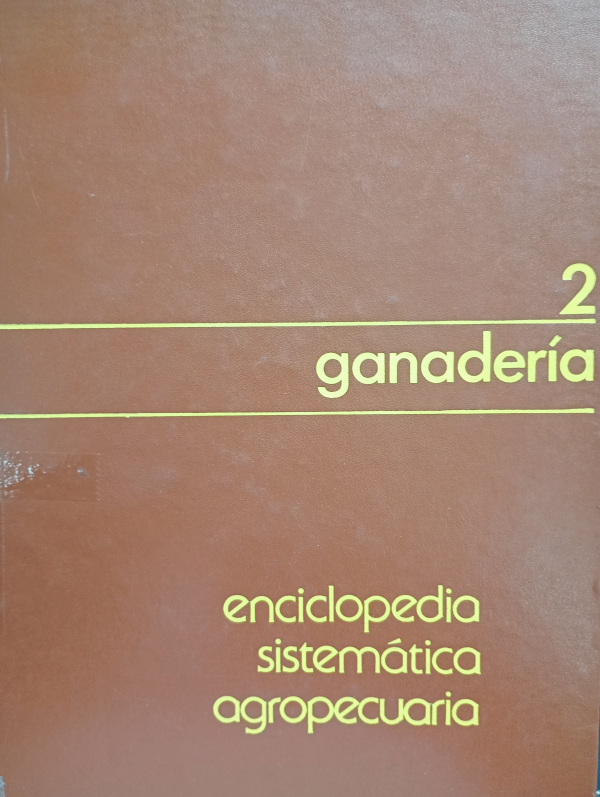 2
ganadería
enciclopedia
sistemática
agropecuaria